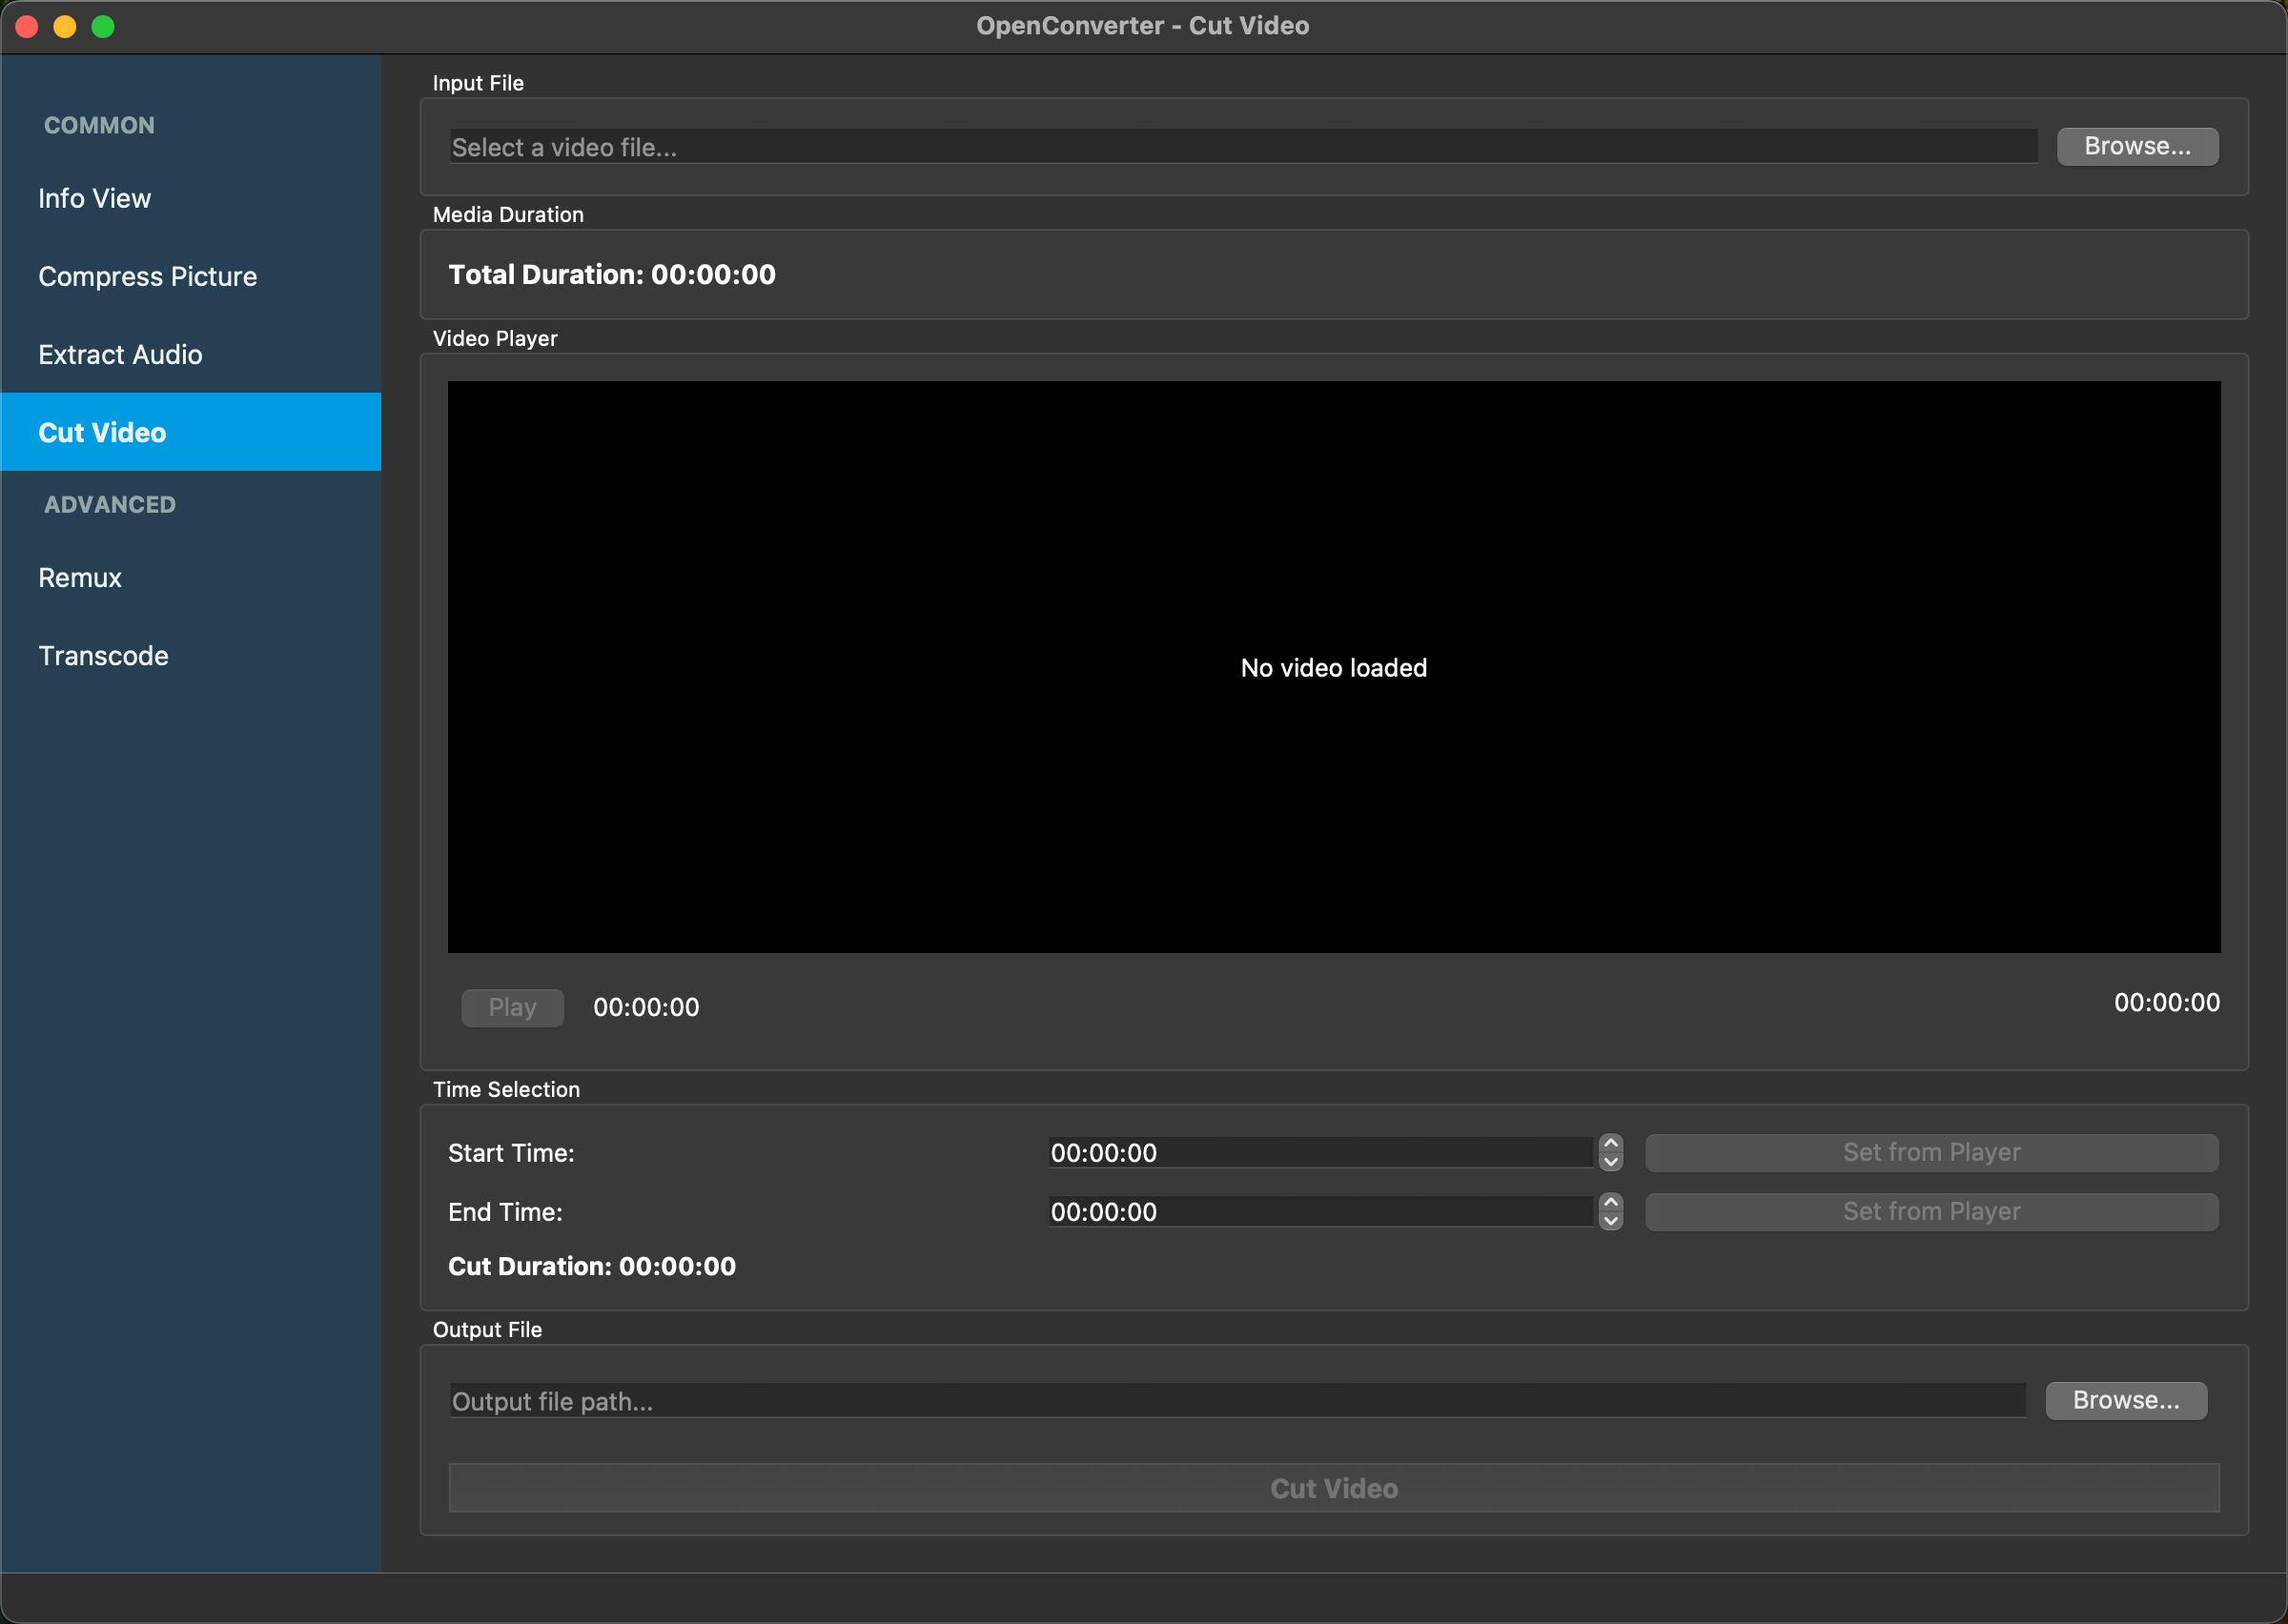 OpenConverter - Cut Video
COMMON
Info View
Compress Picture
Extract Audio
Cut Video
ADVANCED
Remux
Transcode
Input File
Select a video file...
Browse...
Media Duration
Total Duration: 00:00:00
Video Player
No video loaded
Play
00:00:00
00:00:00
Time Selection
Start Time:
00:00:00
Set from Player
End Time:
00:00:00
Set from Player
Cut Duration: 00:00:00
Output File
Output file path...
Browse...
Cut Video